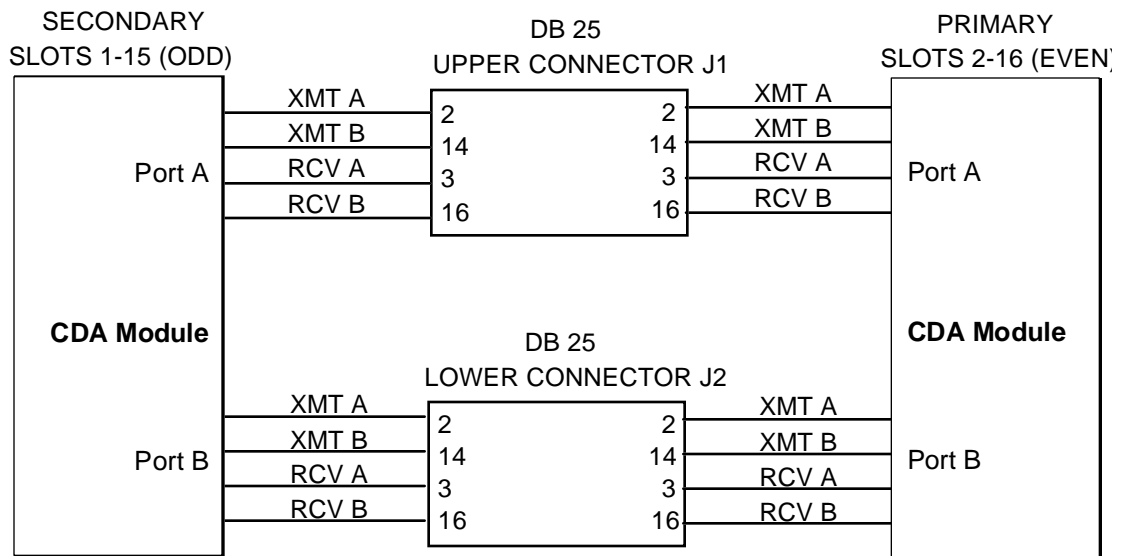 SECONDARY
SLOTS 1-15 (ODD)
DB 25
UPPER CONNECTOR J1
PRIMARY
SLOTS 2-16 (EVEN)
XMT A
XMT B
RCV A
RCV B
Port A
2
14
3
16
2
14
3
16
XMT A
XMT B
RCV A
RCV B
Port A
CDA Module
CDA Module
DB 25
LOWER CONNECTOR J2
XMT A
XMT B
RCV A
RCV B
Port B
2
14
3
16
2
14
3
16
XMT A
XMT B
RCV A
RCV B
Port B